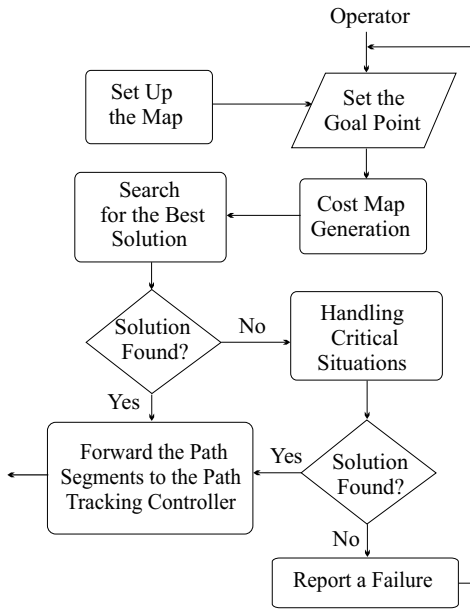 Operator
Set Up
the Map
Set the
Goal Point
Search
for the Best
Solution
Cost Map
Generation
Solution
Found?
No
Handling
Critical
Situations
Yes
Forward the Path
Segments to the Path
Tracking Controller
Yes
Solution
Found?
No
Report a Failure